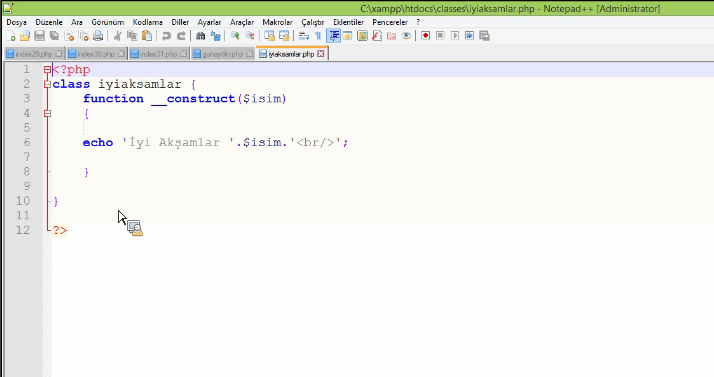 C:\xampp\htdocs\classes\iyiaksamlar.php - Notepad++ [Administrator]
Dosya Düzenle Ara Görünüm Kodlama Diller Ayarlar Araçlar Makrolar Çalıştır Eklentiler Pencereler ?
index29.php index30.php index31.php gunaydin.php iyiaksamlar.php
1 <?php
2 class iyiaksamlar {
3 function __construct($isim)
4 {
5
6 echo 'İyi Akşamlar '.$isim.'<br/>';
7
8 }
9
10 }
11
12 ?>